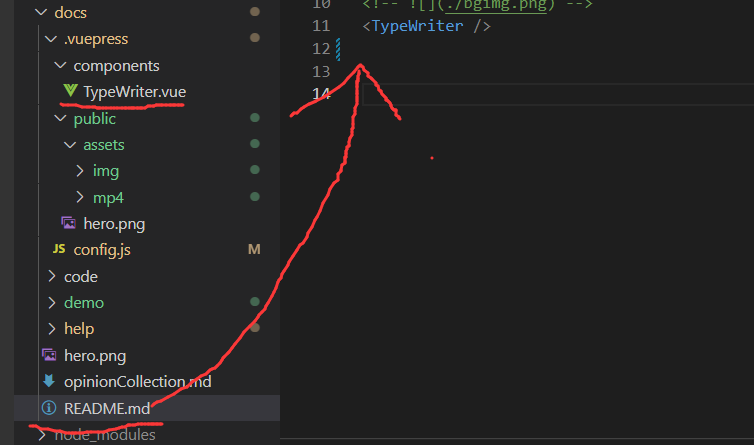 docs
.vuepress
components
TypeWriter.vue
public
assets
img
mp4
hero.png
JS config.js M
code
demo
help
hero.png
opinionCollection.md
README.md
node_modules
10 <!-- ![](./bgimg.png) -->
11 <TypeWriter />
12
13
14